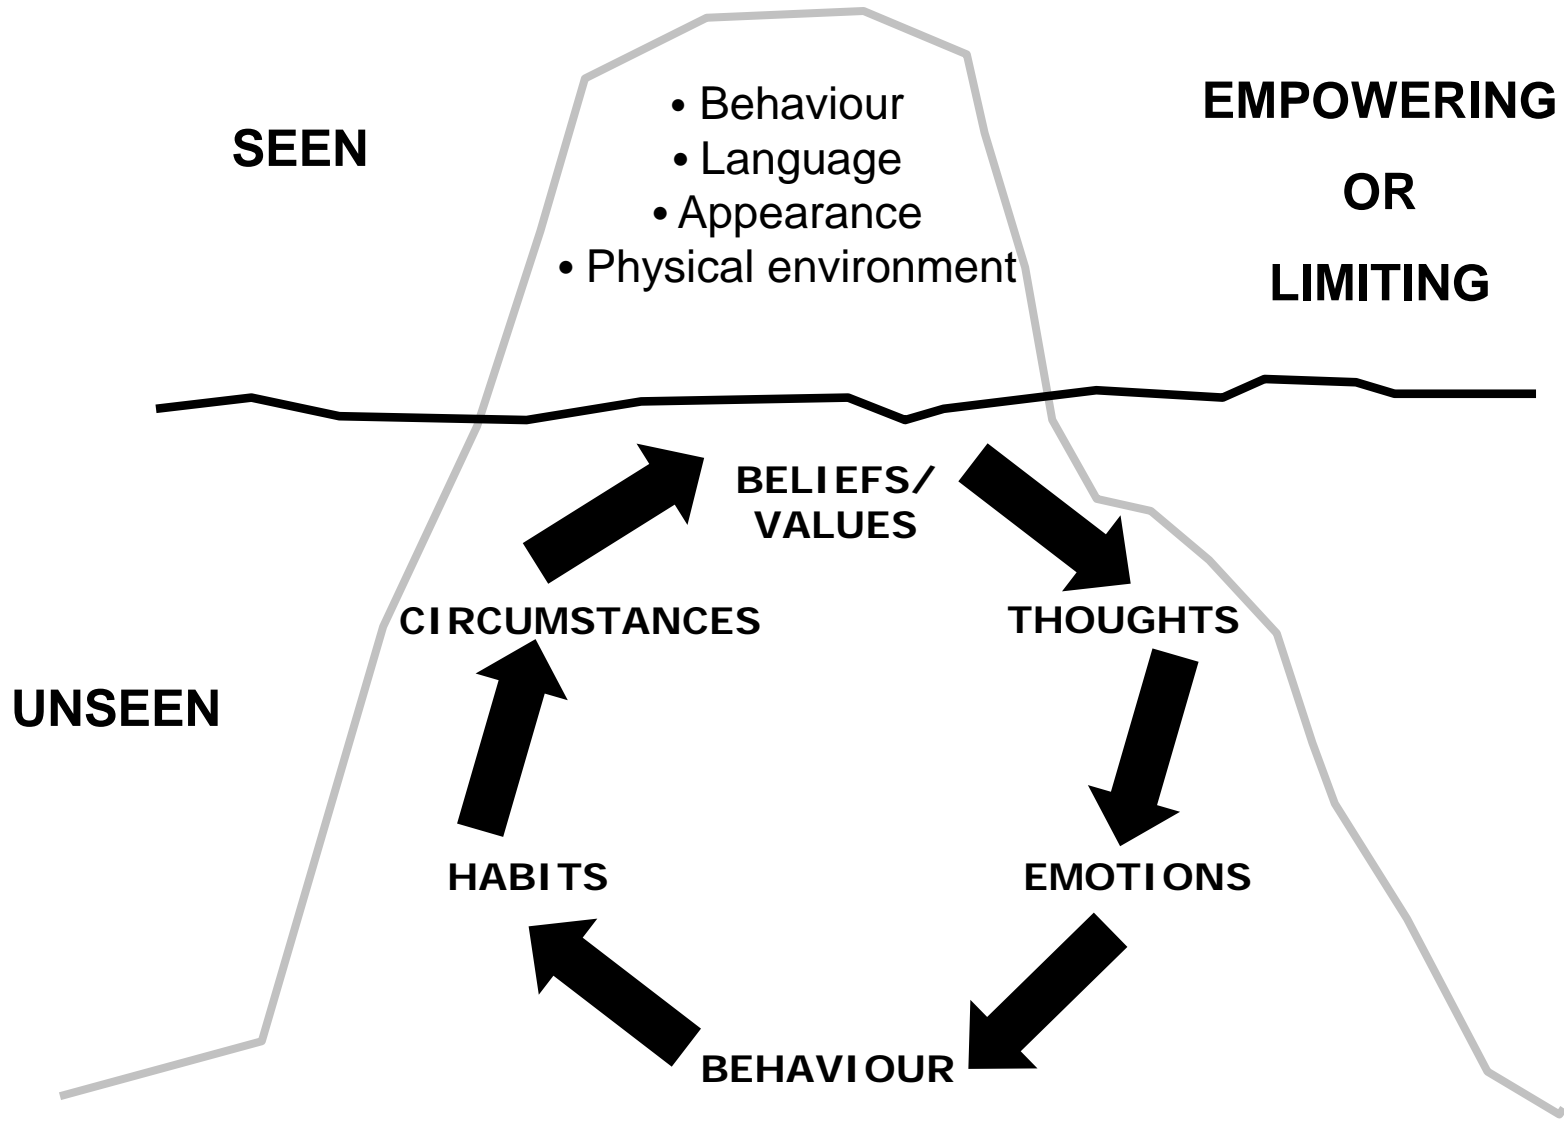 SEEN
• Behaviour
• Language
• Appearance
• Physical environment
EMPOWERING
OR
LIMITING
BELIEFS/
VALUES
CIRCUMSTANCES
THOUGHTS
UNSEEN
HABITS
EMOTIONS
BEHAVIOUR